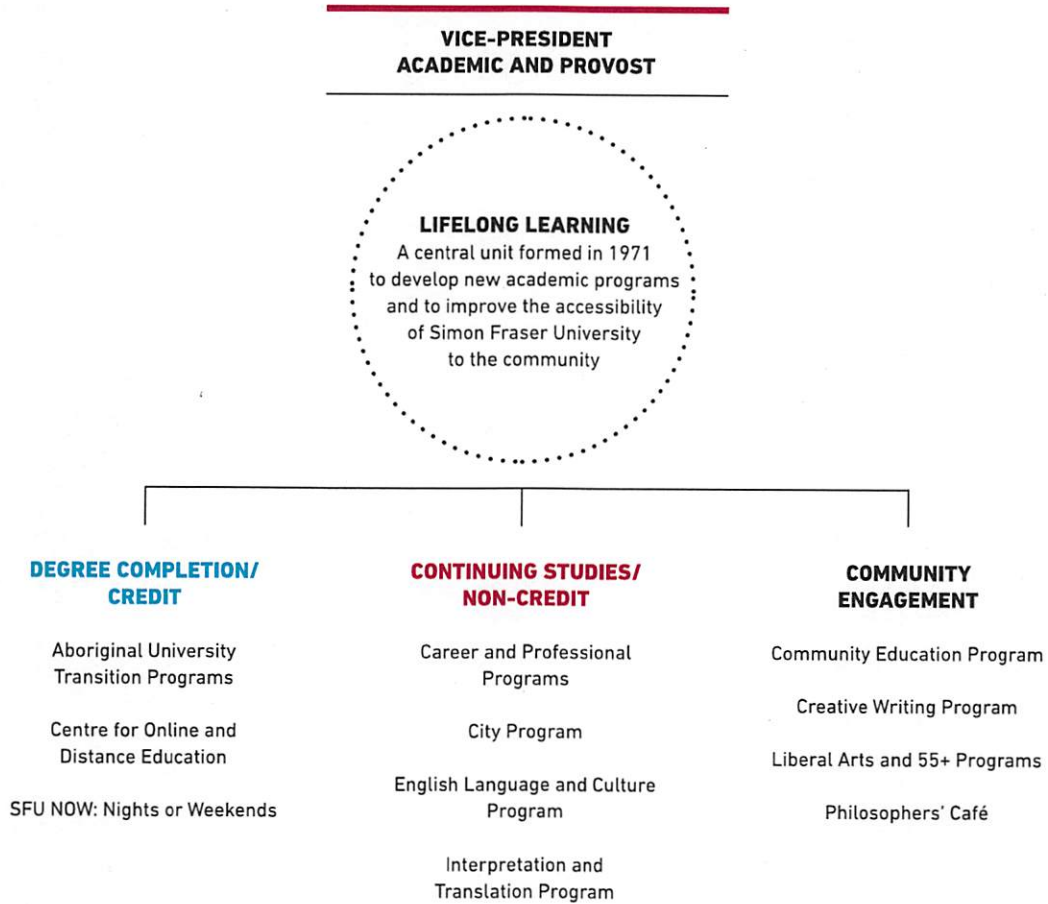 VICE-PRESIDENT
ACADEMIC AND PROVOST
LIFELONG LEARNING
A central unit formed in 1971
to develop new academic programs
and to improve the accessibility
of Simon Fraser University
to the community
DEGREE COMPLETION/
CREDIT
Aboriginal University
Transition Programs
Centre for Online and
Distance Education
SFU NOW: Nights or Weekends
CONTINUING STUDIES/
NON-CREDIT
Career and Professional
Programs
City Program
English Language and Culture
Program
Interpretation and
Translation Program
COMMUNITY
ENGAGEMENT
Community Education Program
Creative Writing Program
Liberal Arts and 55+ Programs
Philosophers' Café